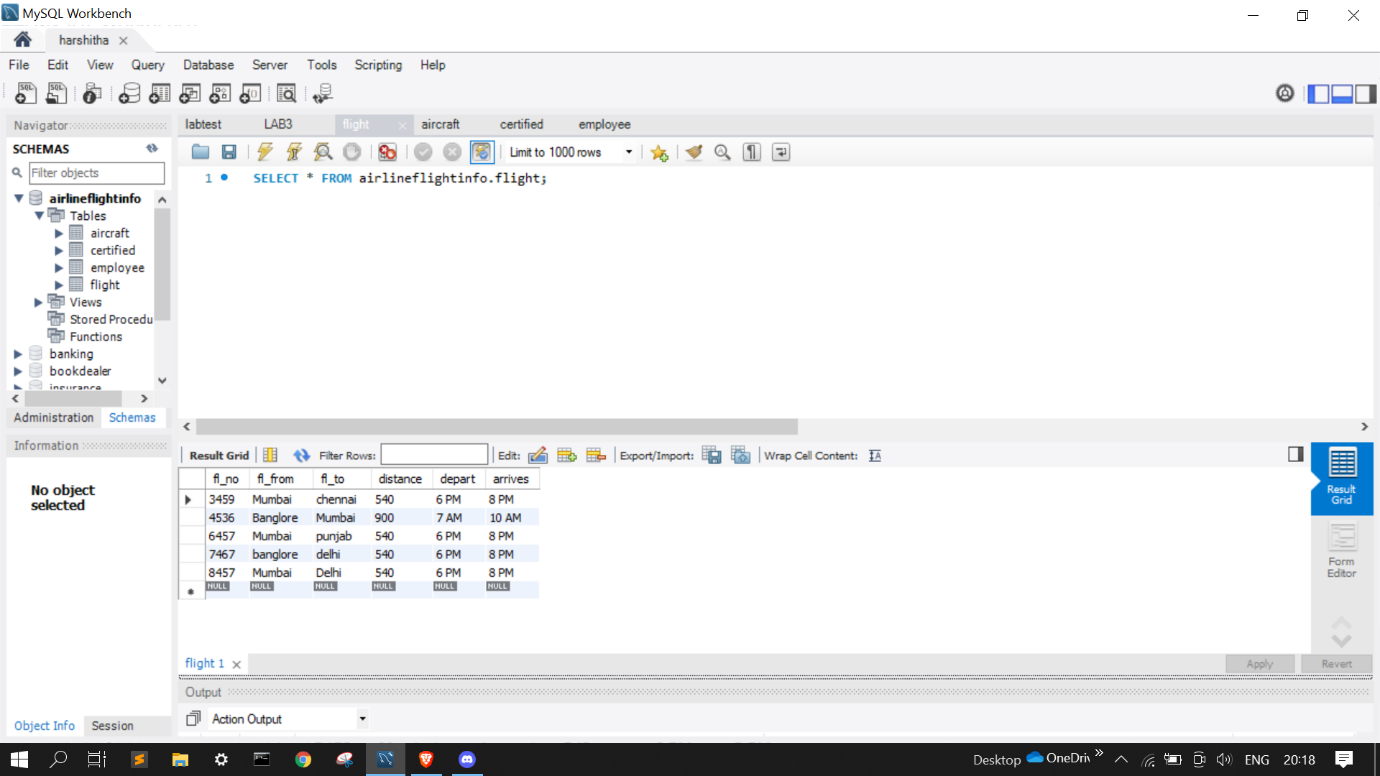 MySQL Workbench
harshitha
File Edit View Query Database Server Tools Scripting Help
Navigator
labtest LAB3 flight aircraft certified employee
SCHEMAS
Limit to 1000 rows
Filter objects
1 SELECT * FROM airlineflightinfo.flight;
airlineflightinfo
Tables
aircraft
certified
employee
flight
Views
Stored Procedu
Functions
banking
bookdealer
insurance
Administration Schemas
Information
No object
selected
Result Grid Filter Rows: Edit: Export/Import: Wrap Cell Content: IA
fl_no fl_from fl_to distance depart arrives
3459 Mumbai chennai 540 6 PM 8 PM
4536 Banglore Mumbai 900 7 AM 10 AM
6457 Mumbai punjab 540 6 PM 8 PM
7467 banglore delhi 540 6 PM 8 PM
8457 Mumbai Delhi 540 6 PM 8 PM
NULL NULL NULL NULL NULL NULL
Result
Grid
Form
Editor
flight 1
Apply Revert
Output
Action Output
Object Info Session
Desktop OneDriv ENG 20:18